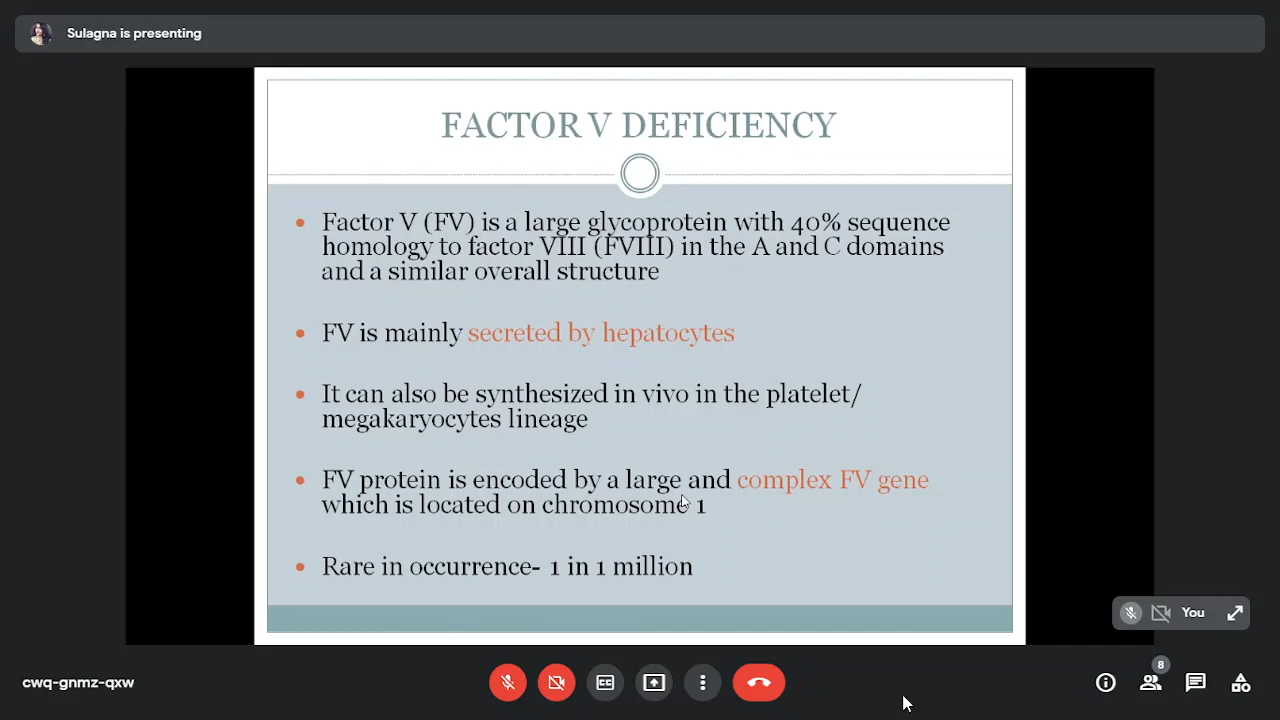 Sulagna is presenting
FACTOR V DEFICIENCY
Factor V (FV) is a large glycoprotein with 40% sequence
homology to factor VIII (FVIII) in the A and C domains
and a similar overall structure
FV is mainly secreted by hepatocytes
It can also be synthesized in vivo in the platelet/
megakaryocytes lineage
FV protein is encoded by a large and complex FV gene
which is located on chromosome 1
Rare in occurrence- 1 in 1 million
You
8
cwq-gnmz-qxw
CC